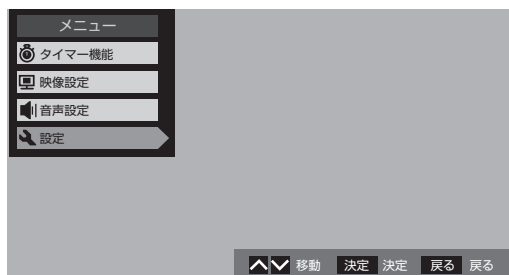 メニュー
タイマー機能
映像設定
音声設定
設定
移動 決定 決定 戻る 戻る